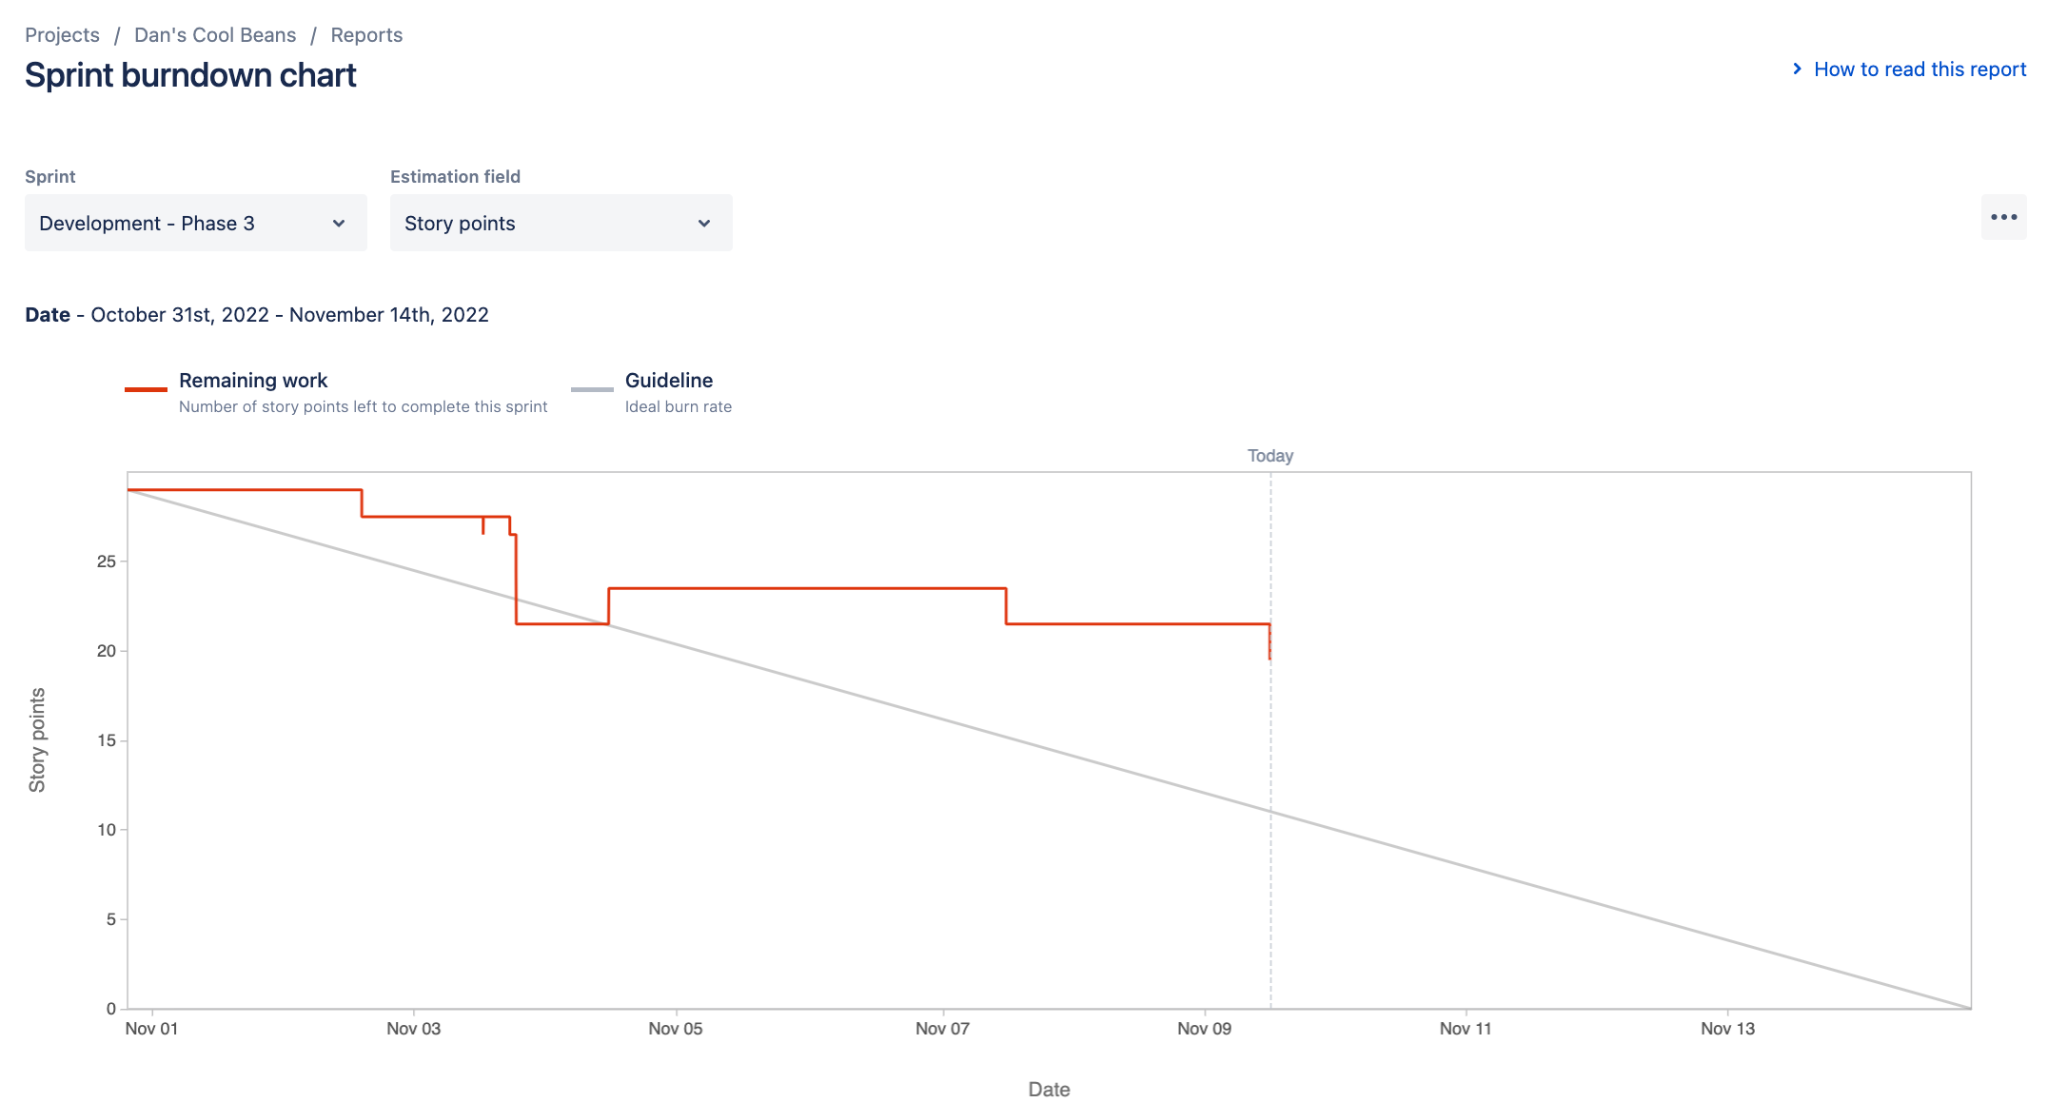 Projects / Dan's Cool Beans / Reports
Sprint burndown chart
How to read this report
Sprint
Estimation field
Development - Phase 3
Story points
Date - October 31st, 2022 - November 14th, 2022
Remaining work
Number of story points left to complete this sprint
Guideline
Ideal burn rate
Today
25
20
15
10
5
0
Story points
Nov 01
Nov 03
Nov 05
Nov 07
Nov 09
Nov 11
Nov 13
Date